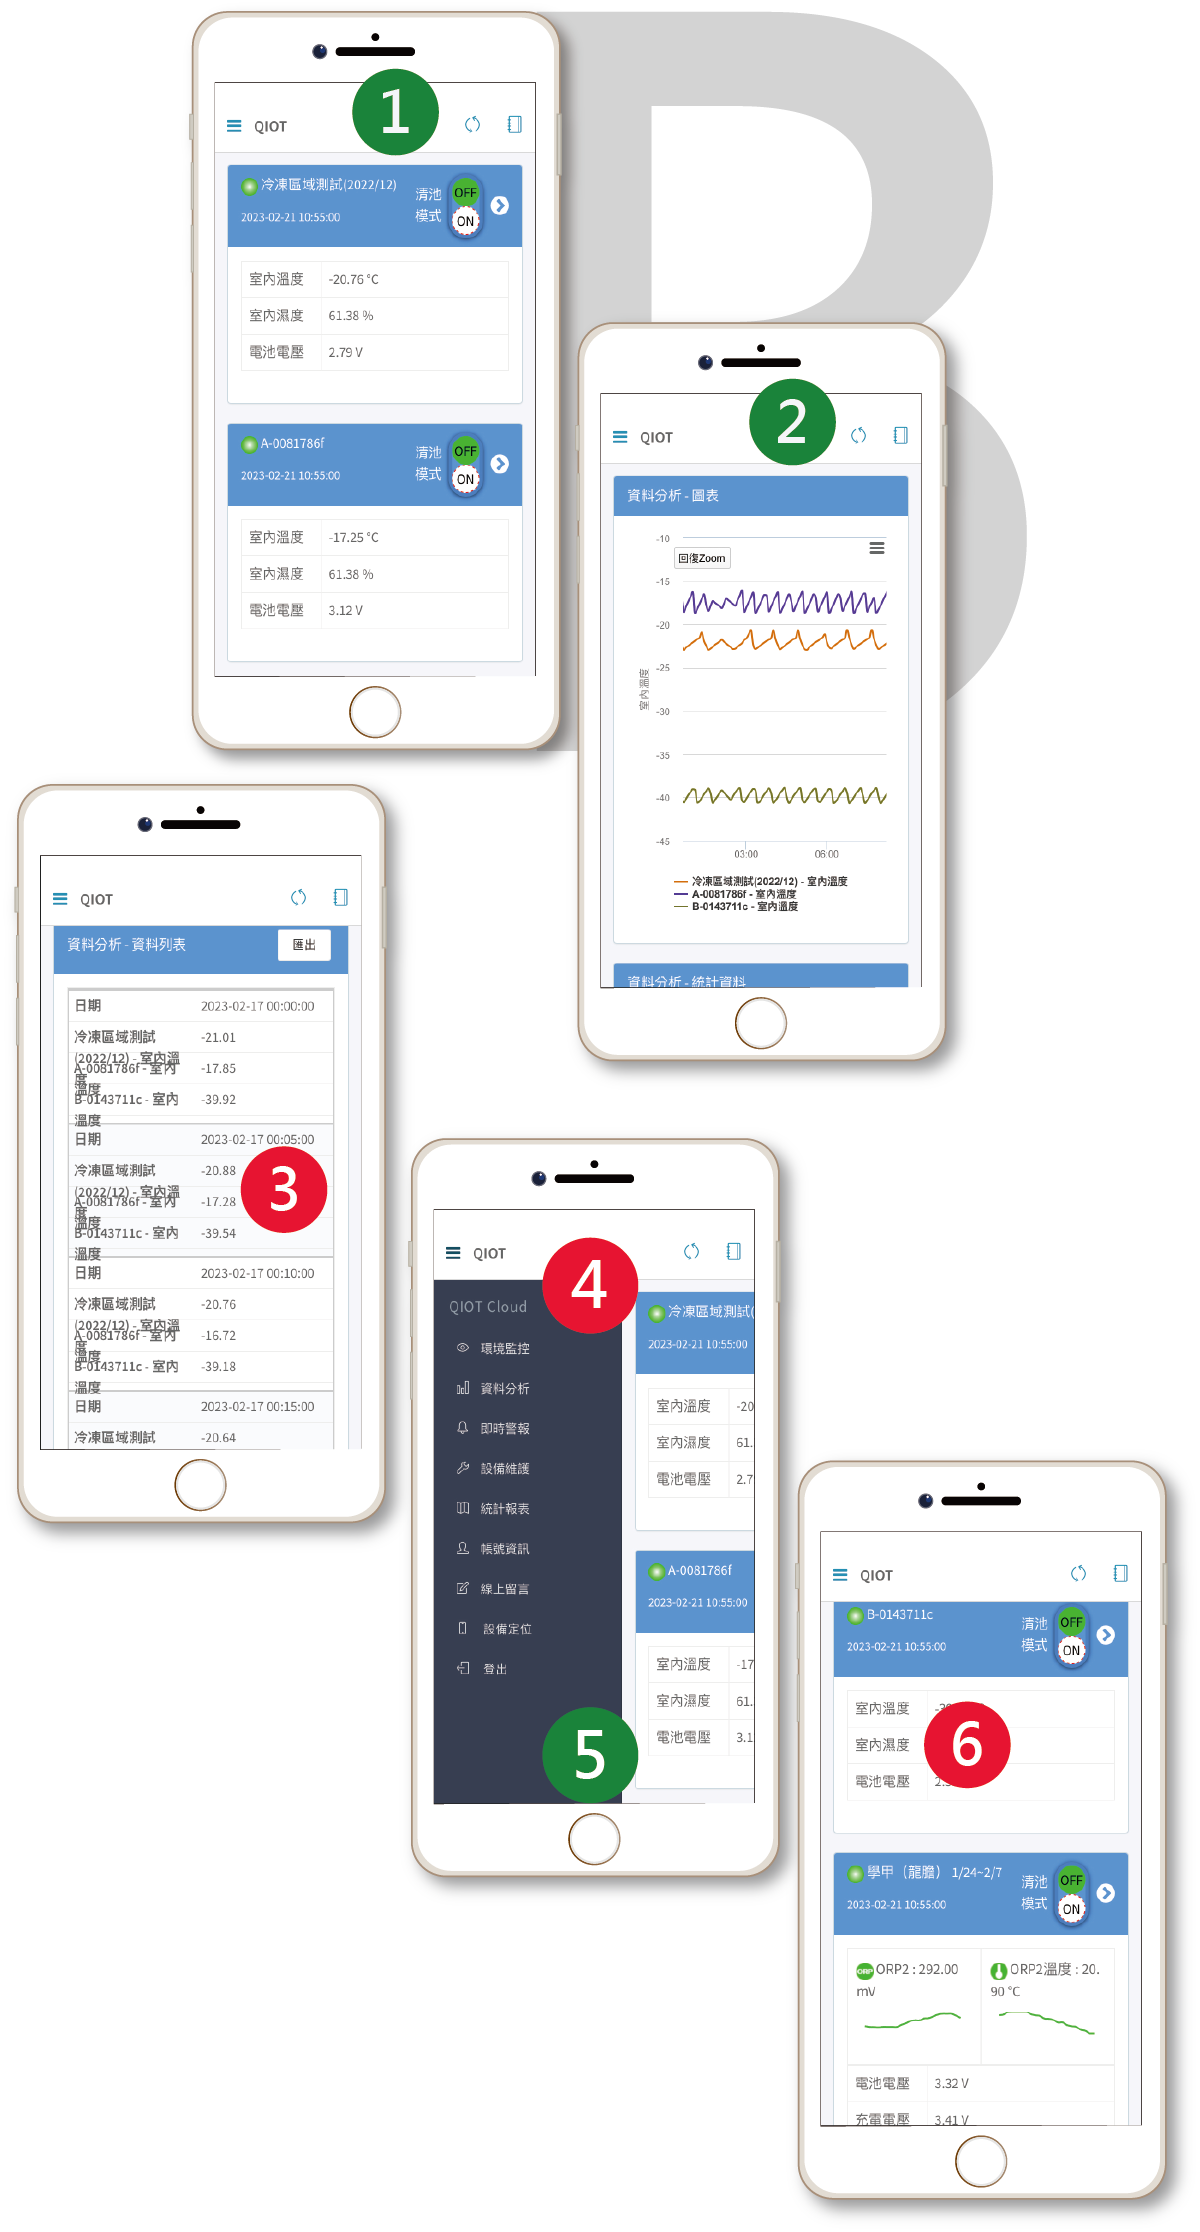 B
1
QIOT
冷凍區域測試(2022/12)
2023-02-21 10:55:00
清池
模式
OFF
ON
室內溫度 -20.76 °C
室內濕度 61.38 %
電池電壓 2.79 V
A-0081786f
2023-02-21 10:55:00
清池
模式
OFF
ON
室內溫度 -17.25 °C
室內濕度 61.38 %
電池電壓 3.12 V
2
QIOT
資料分析 - 圖表
回復Zoom
室內溫度
-10
-15
-20
-25
-30
-35
-40
-45
03:00 06:00
冷凍區域測試(2022/12) - 室內溫度
A-0081786f - 室內溫度
B-0143711c - 室內溫度
資料分析 - 統計資料
QIOT
資料分析 - 資料列表 匯出
日期 2023-02-17 00:00:00
冷凍區域測試 -21.01
(2022/12) - 室內溫
度
A-0081786f - 室內 -17.85
溫度
B-0143711c - 室內 -39.92
溫度
日期 2023-02-17 00:05:00
冷凍區域測試 -20.88
(2022/12) - 室內溫
度
A-0081786f - 室內 -17.28
溫度
B-0143711c - 室內 -39.54
溫度
3
日期 2023-02-17 00:10:00
冷凍區域測試 -20.76
(2022/12) - 室內溫
度
A-0081786f - 室內 -16.72
溫度
B-0143711c - 室內 -39.18
溫度
日期 2023-02-17 00:15:00
冷凍區域測試 -20.64
QIOT
4
QIOT Cloud
環境監控
資料分析
即時警報
設備維護
統計報表
帳號資訊
線上留言
設備定位
登出
冷凍區域測試(
2023-02-21 10:55:00
室內溫度 -20
室內濕度 61.
電池電壓 2.7
A-0081786f
2023-02-21 10:55:00
室內溫度 -17
室內濕度 61.
電池電壓 3.1
5
QIOT
B-0143711c
2023-02-21 10:55:00
清池
模式
OFF
ON
室內溫度
室內濕度
電池電壓
6
學甲（龍膽） 1/24~2/7
2023-02-21 10:55:00
清池
模式
OFF
ON
ORP
ORP2 : 292.00
mV
ORP2溫度 : 20.
90 °C
電池電壓 3.32 V
充電電壓 3.41 V